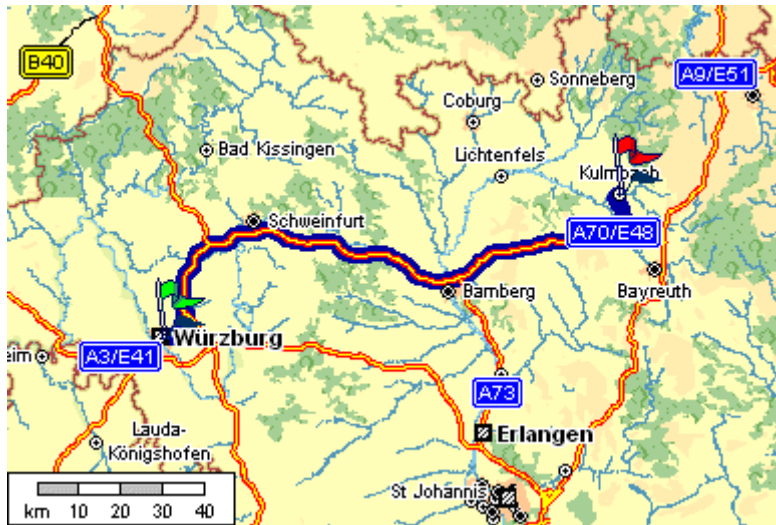 B40
A9/E51
Sonneberg
Coburg
Bad Kissingen
Lichtenfels
Kulmbach
Schweinfurt
A70/E48
Bamberg
Bayreuth
Würzburg
eim
A3/E41
A73
Lauda-
Königshofen
Erlangen
St Johannis
km 10 20 30 40